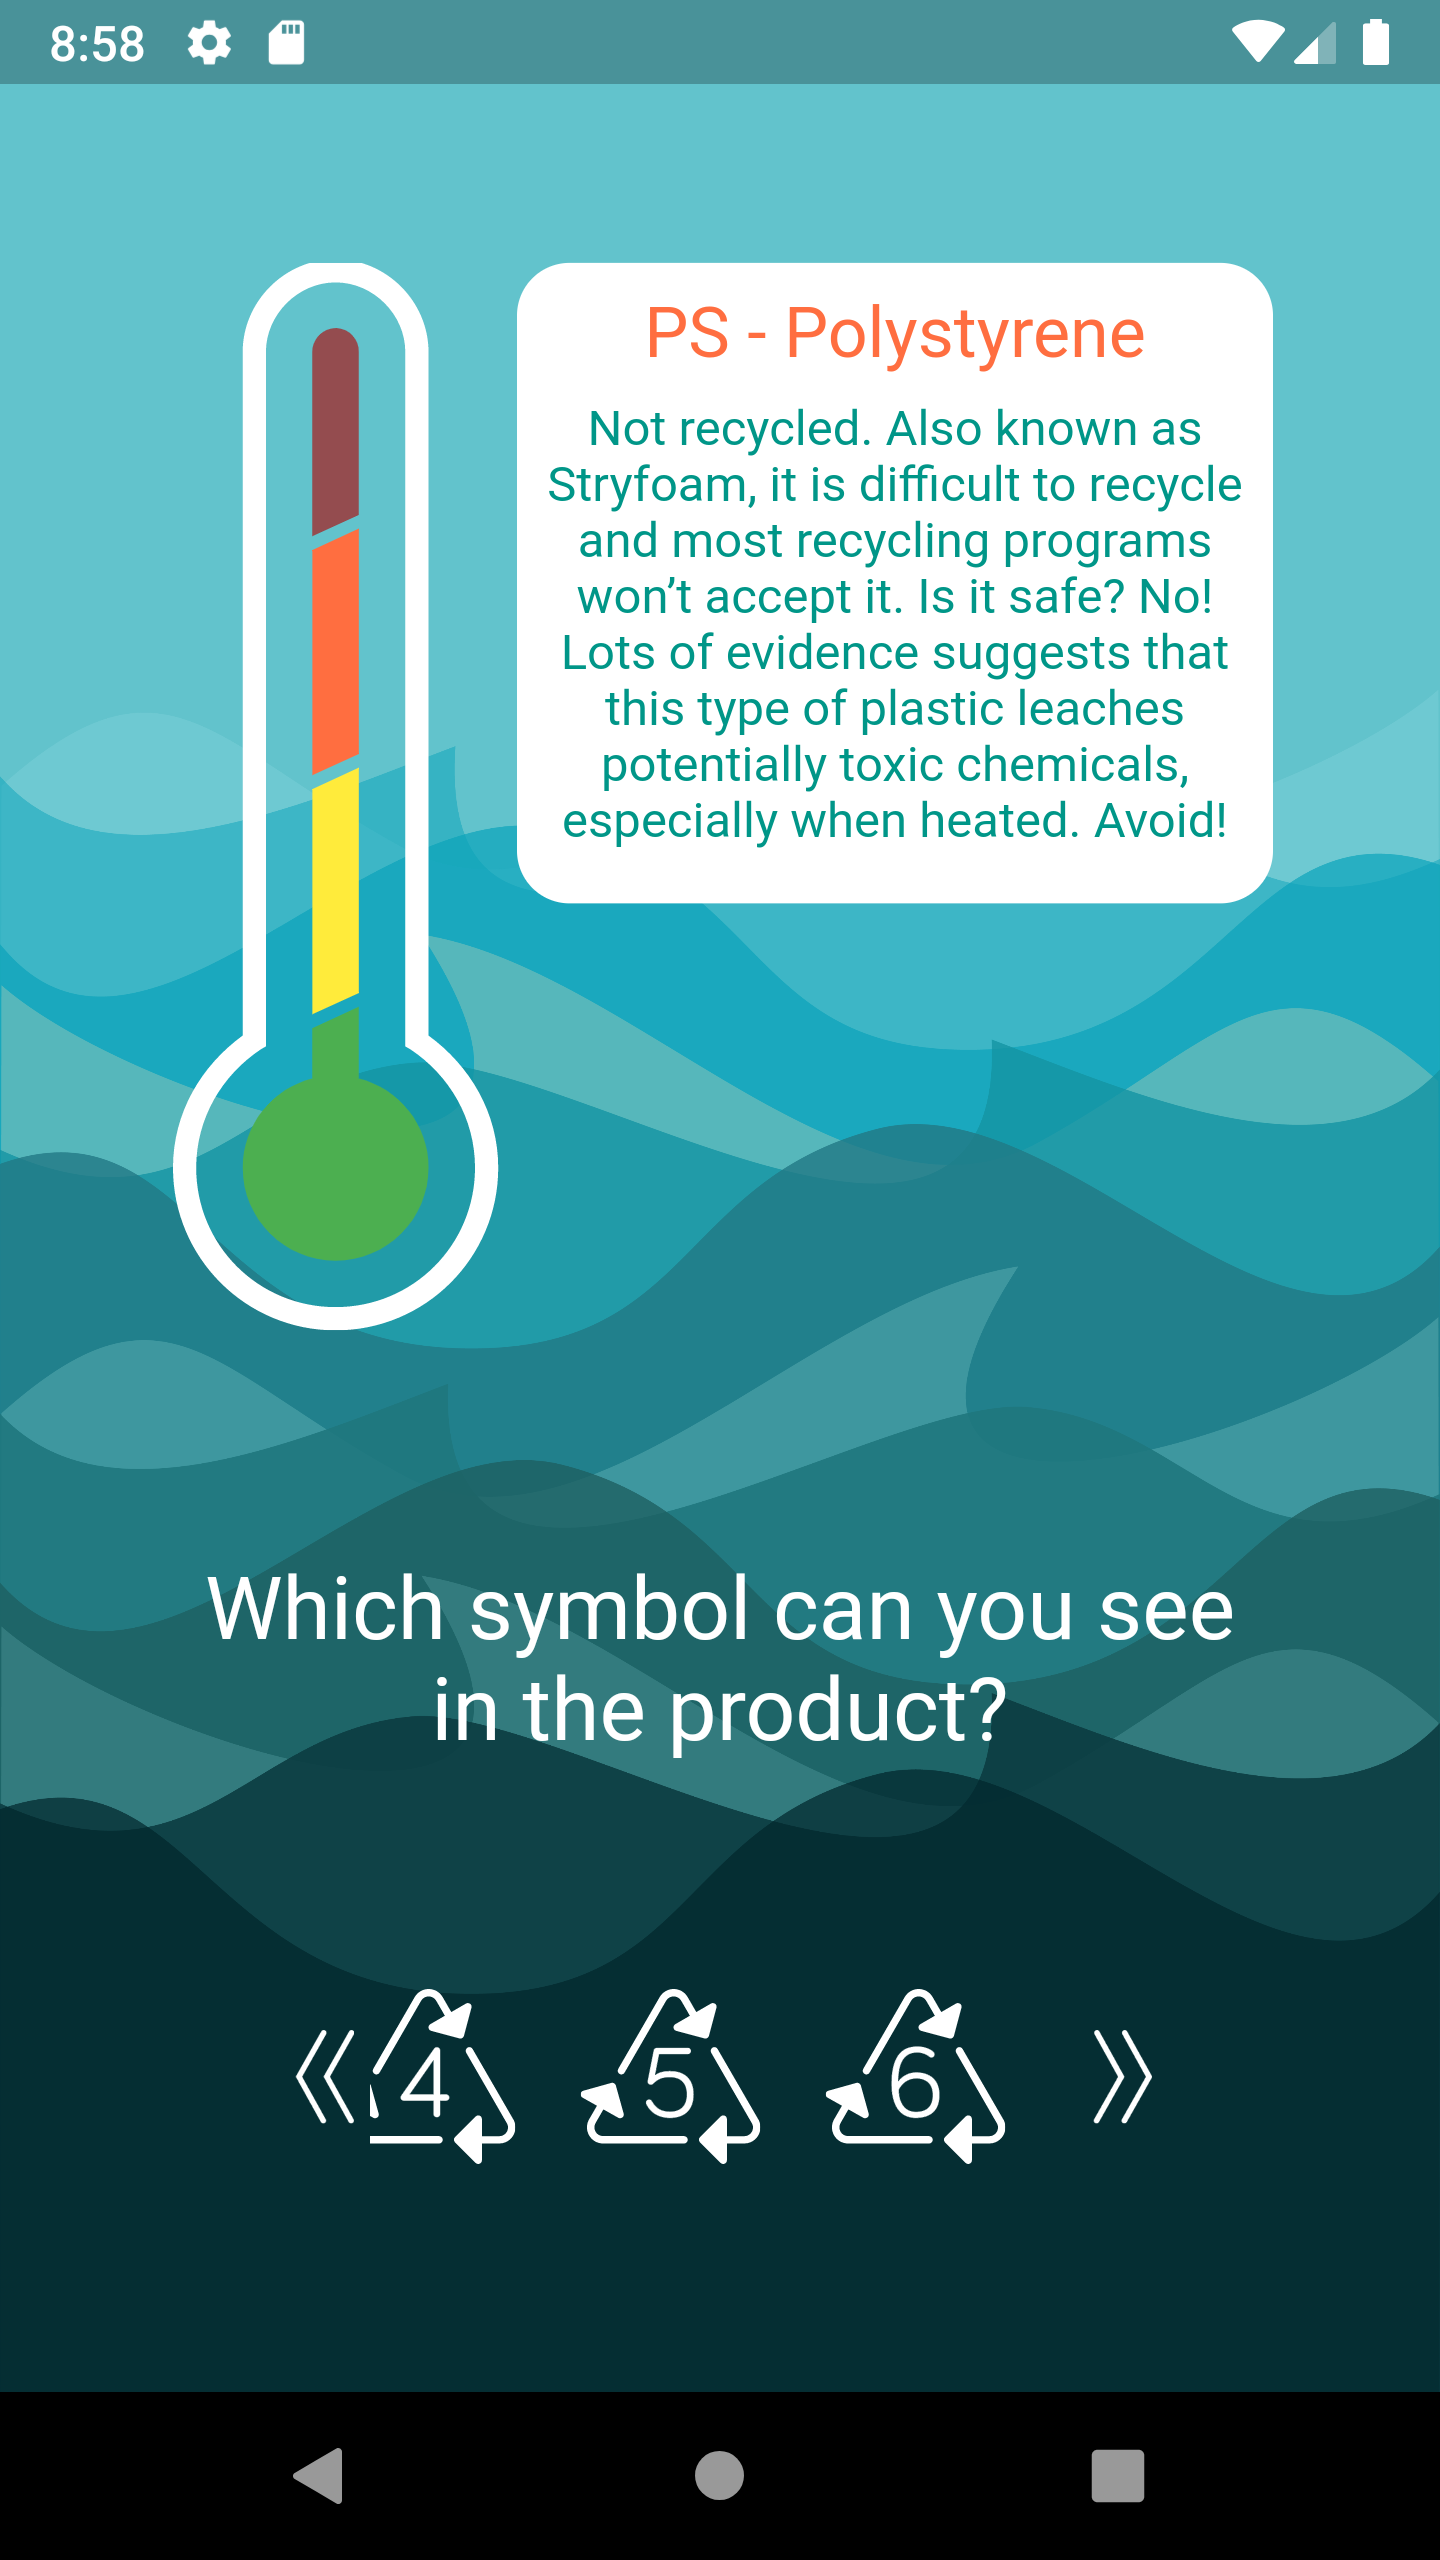 8:58
PS - Polystyrene
Not recycled. Also known as
Stryfoam, it is difficult to recycle
and most recycling programs
won’t accept it. Is it safe? No!
Lots of evidence suggests that
this type of plastic leaches
potentially toxic chemicals,
especially when heated. Avoid!
Which symbol can you see
in the product?
4 5 6